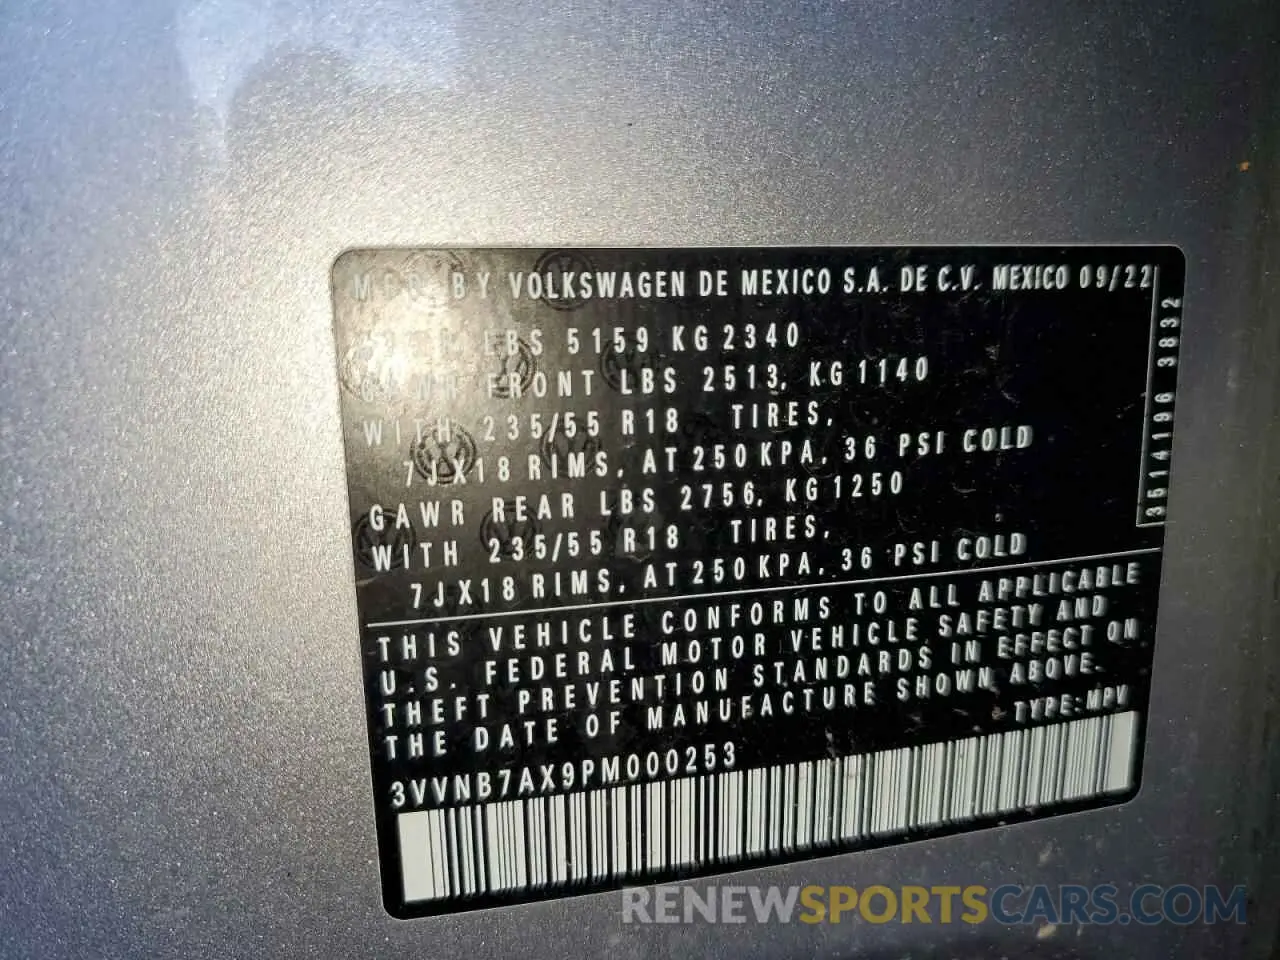 MFG. BY VOLKSWAGEN DE MEXICO S.A. DE C.V. MEXICO 09/22
LBS 5159 KG 2340
GAWR FRONT LBS 2513, KG 1140
WITH 235/55 R18 TIRES,
7JX18 RIMS, AT 250 KPA, 36 PSI COLD
GAWR REAR LBS 2756, KG 1250
WITH 235/55 R18 TIRES,
7JX18 RIMS, AT 250 KPA, 36 PSI COLD
3514196 3832
THIS VEHICLE CONFORMS TO ALL APPLICABLE
U.S. FEDERAL MOTOR VEHICLE SAFETY AND
THEFT PREVENTION STANDARDS IN EFFECT ON
THE DATE OF MANUFACTURE SHOWN ABOVE.
3VVNB7AX9PM000253 TYPE: MPV
RENEWSPORTSCARS.COM